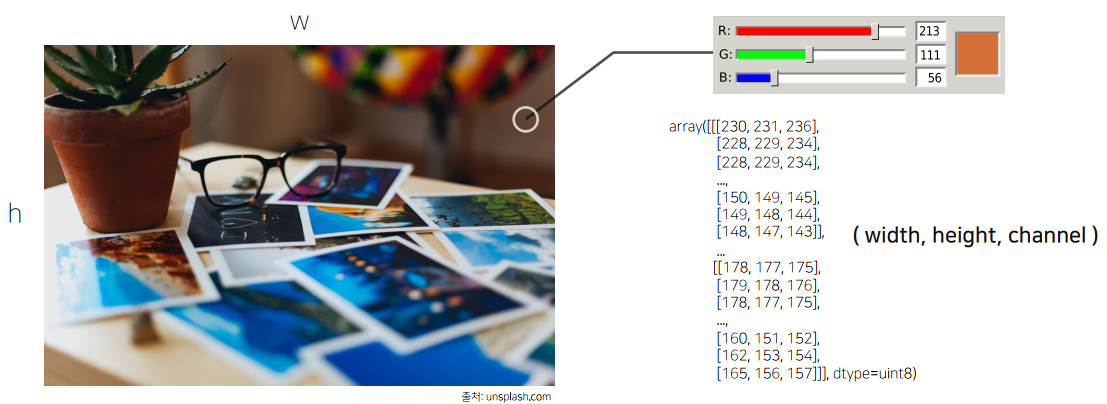 w
h
R: 213
G: 111
B: 56
array([[[230, 231, 236],
[228, 229, 234],
[228, 229, 234],
...,
[150, 149, 145],
[149, 148, 144],
[148, 147, 143]],
...
[[178, 177, 175],
[179, 178, 176],
[178, 177, 175],
...,
[160, 151, 152],
[162, 153, 154],
[165, 156, 157]]], dtype=uint8)
( width, height, channel )
출처: unsplash.com